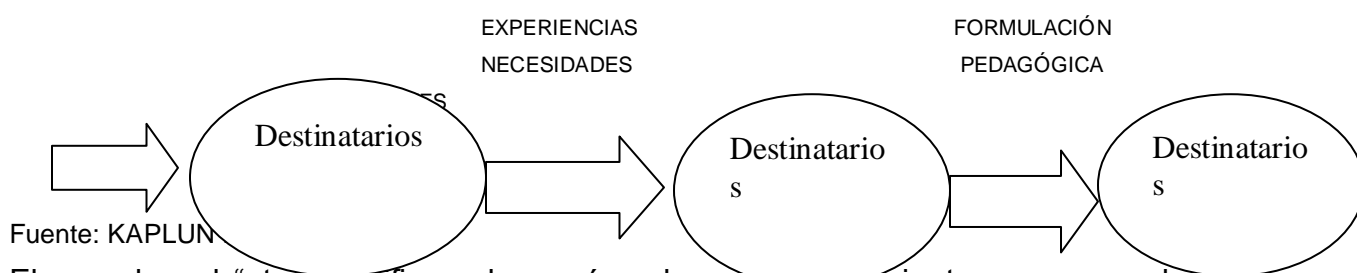 EXPERIENCIAS
NECESIDADES
FORMULACIÓN
PEDAGÓGICA
Destinatarios
Destinatario
s
Destinatario
s
Fuente: KAPLUN